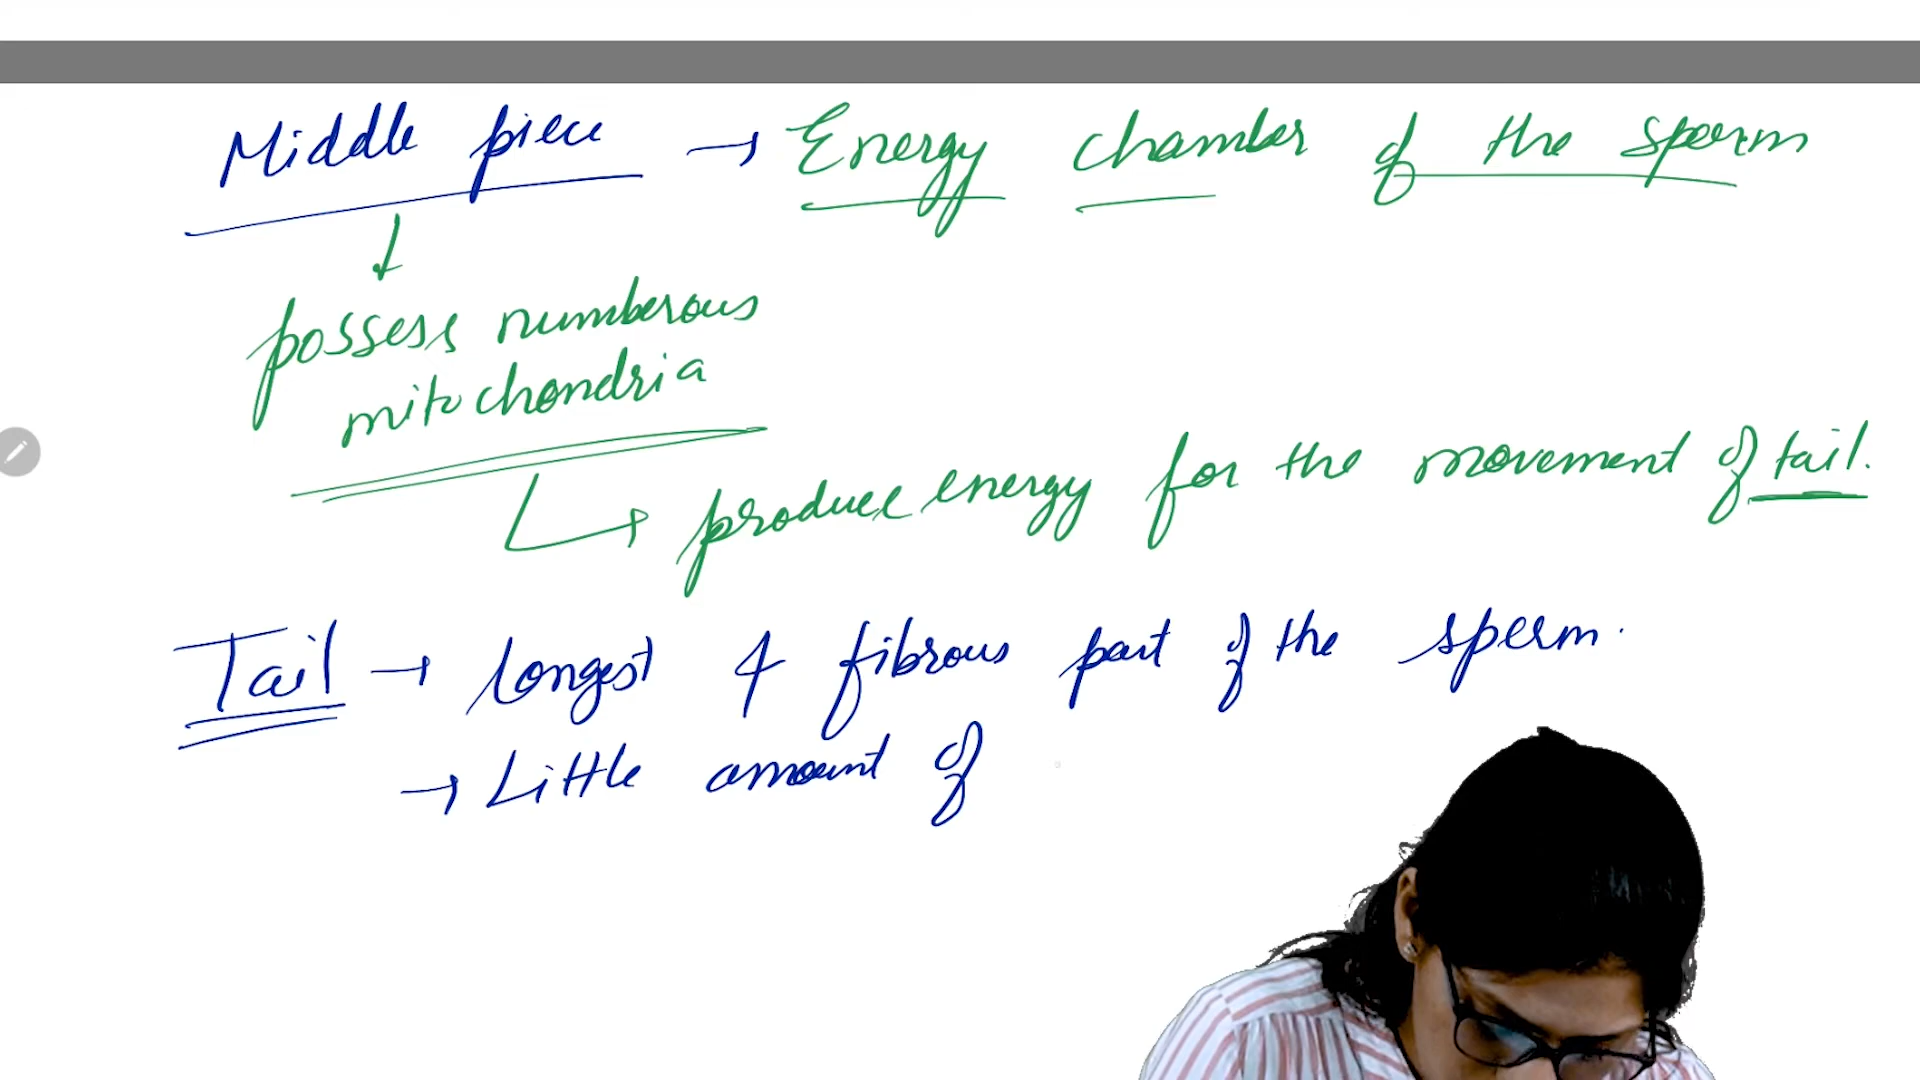 Middle piece → Energy chamber of the sperm
↓
possess numberous
mitochondria
→ produce energy for the movement of tail.
Tail → Longest & fibrous part of the sperm.
→ Little amount of